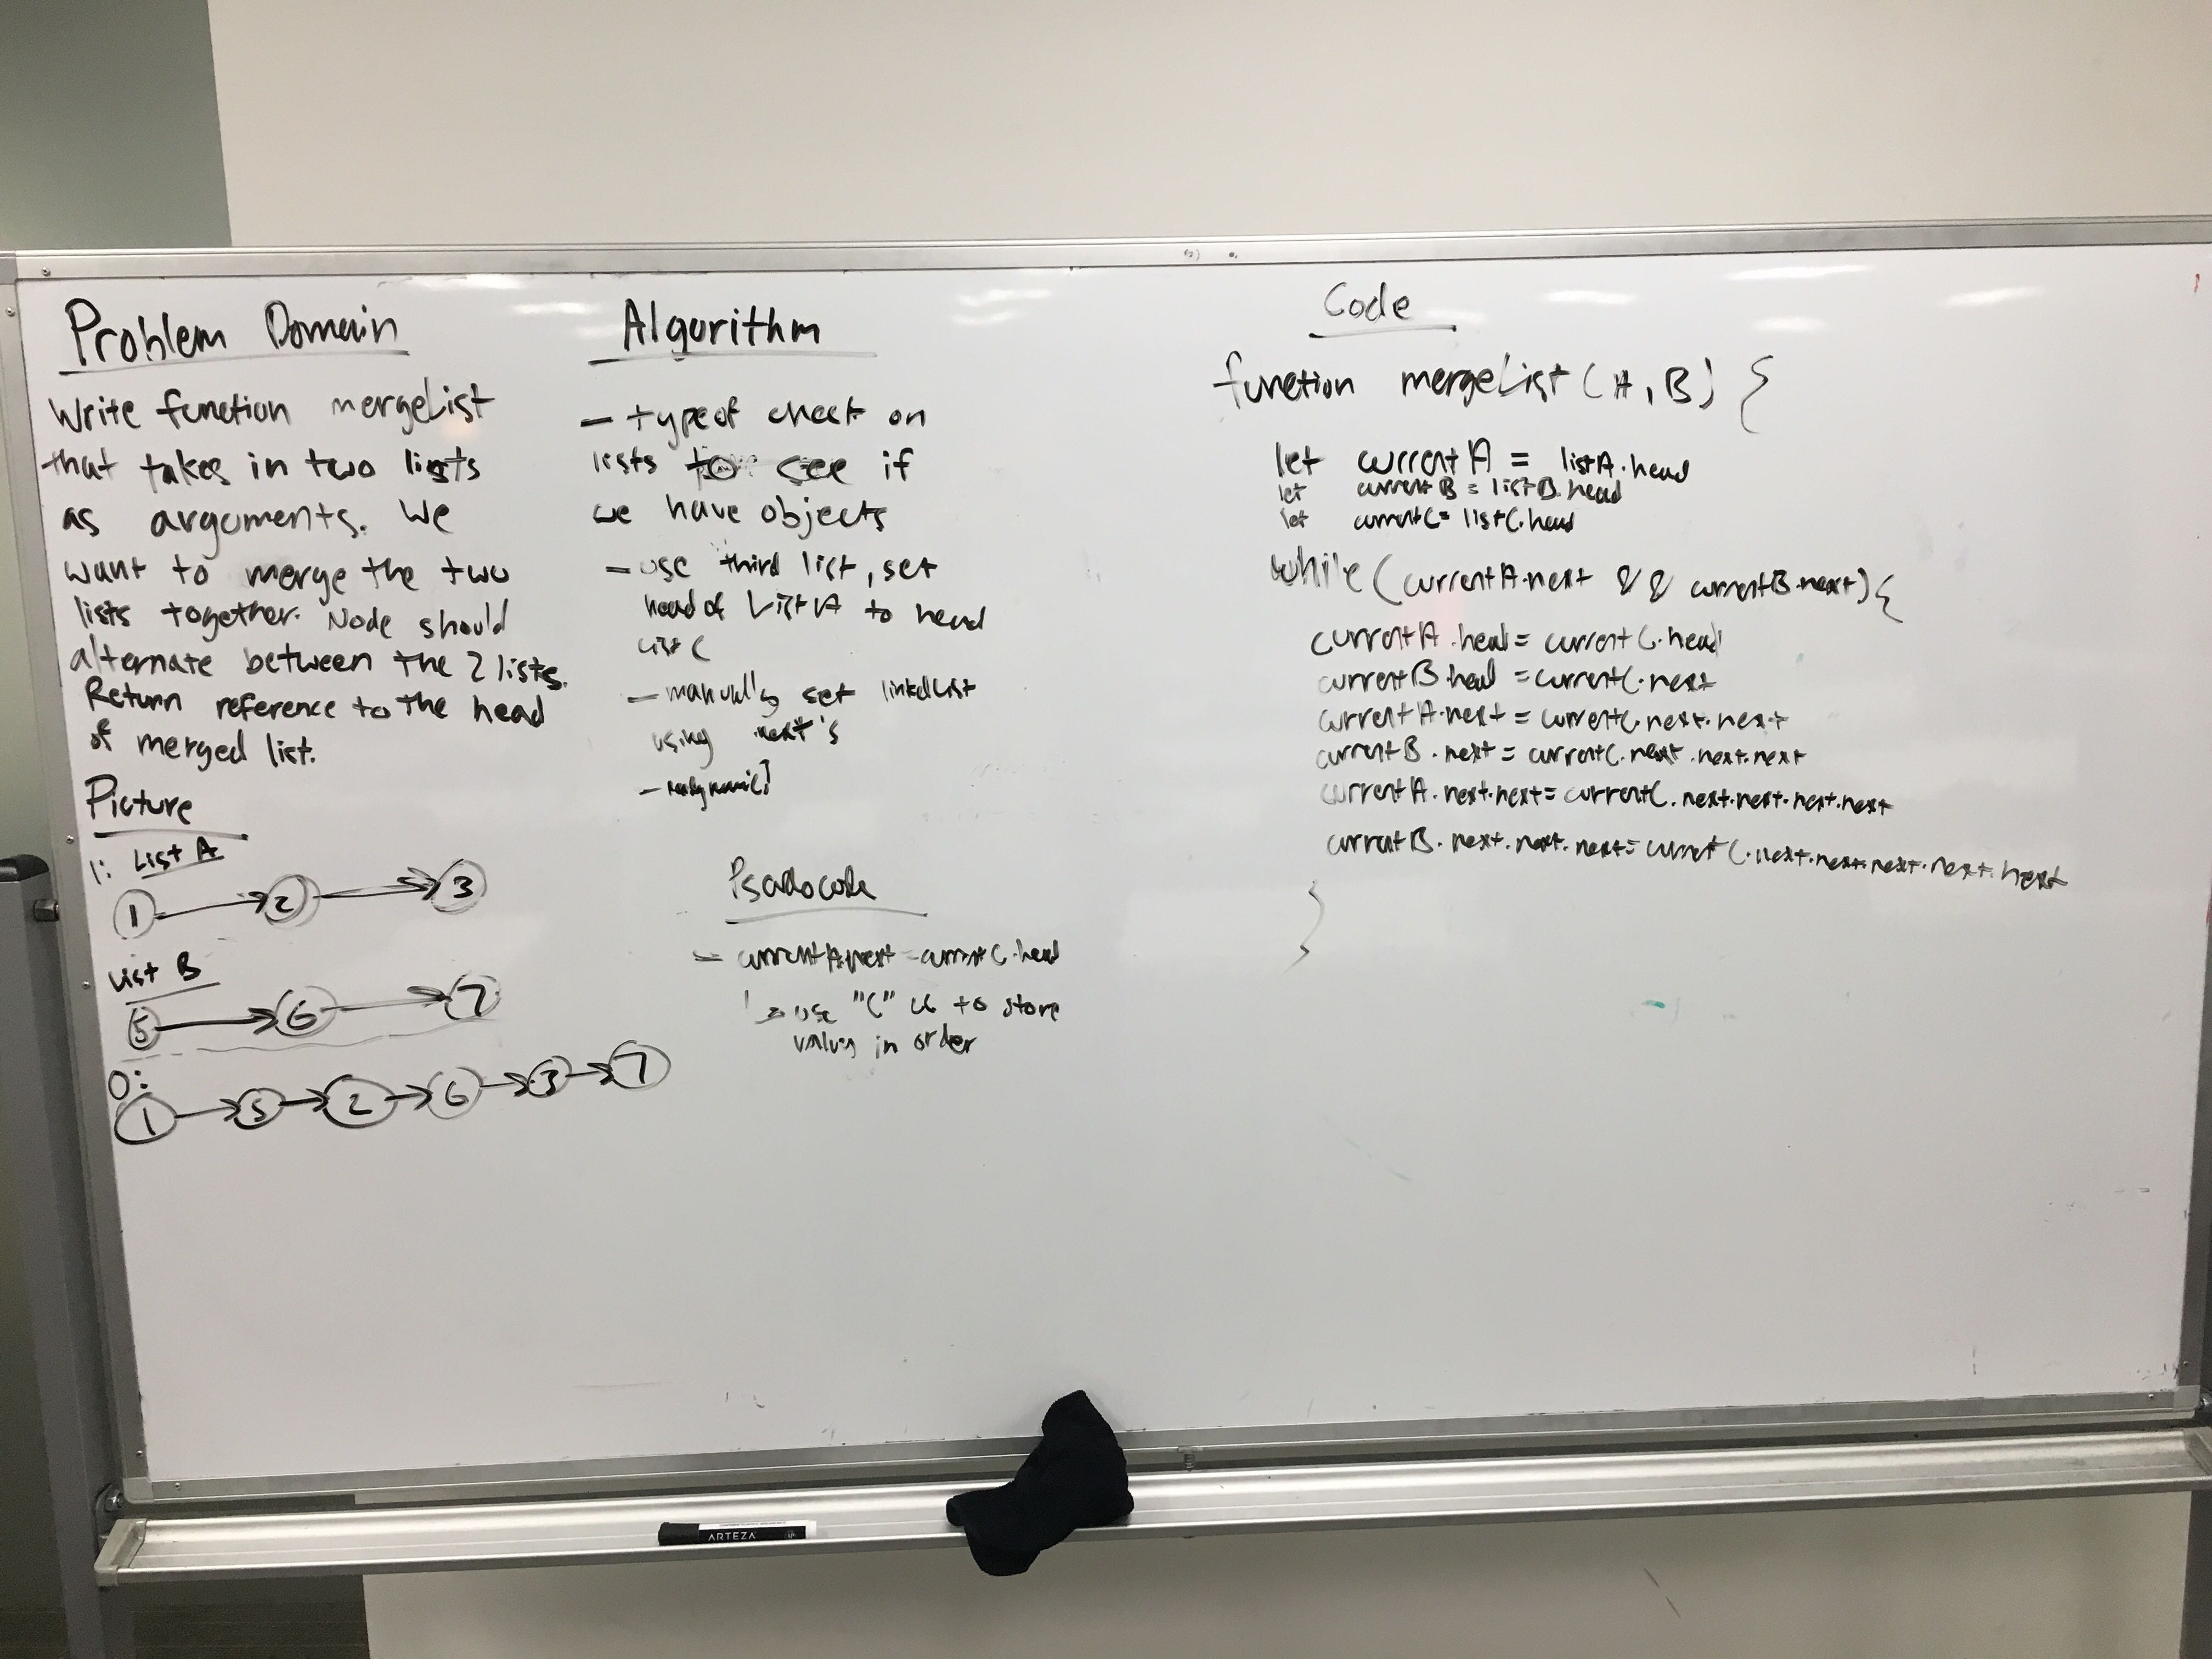 Problem Domain
Write function mergeList
that takes in two lists
as arguments. We
want to merge the two
lists together. Node should
alternate between the 2 lists.
Return reference to the head
of merged list.
Picture
I: List A
1 2 3
List B
5 6 7
O:
1 5 2 6 3 7
Algorithm
- typeof check on
lists to see if
we have objects
- use third list, set
head of List A to head
List C
- manually set linkedlist
using next's
Psadocode
- currentA.next = currentC.head
use "C" to store
values in order
Code
function mergeList (A, B) {
let currentA = listA.head
let currentB = listB.head
let currentC = listC.head
while (currentA.next && currentB.next) {
currentA.head = currentC.head
currentB.head = currentC.next
currentA.next = currentC.next.next
currentB.next = currentC.next.next.next
currentA.next.next = currentC.next.next.next.next
currentB.next.next.next = currentC.next.next.next.next.next
}
ARTEZA